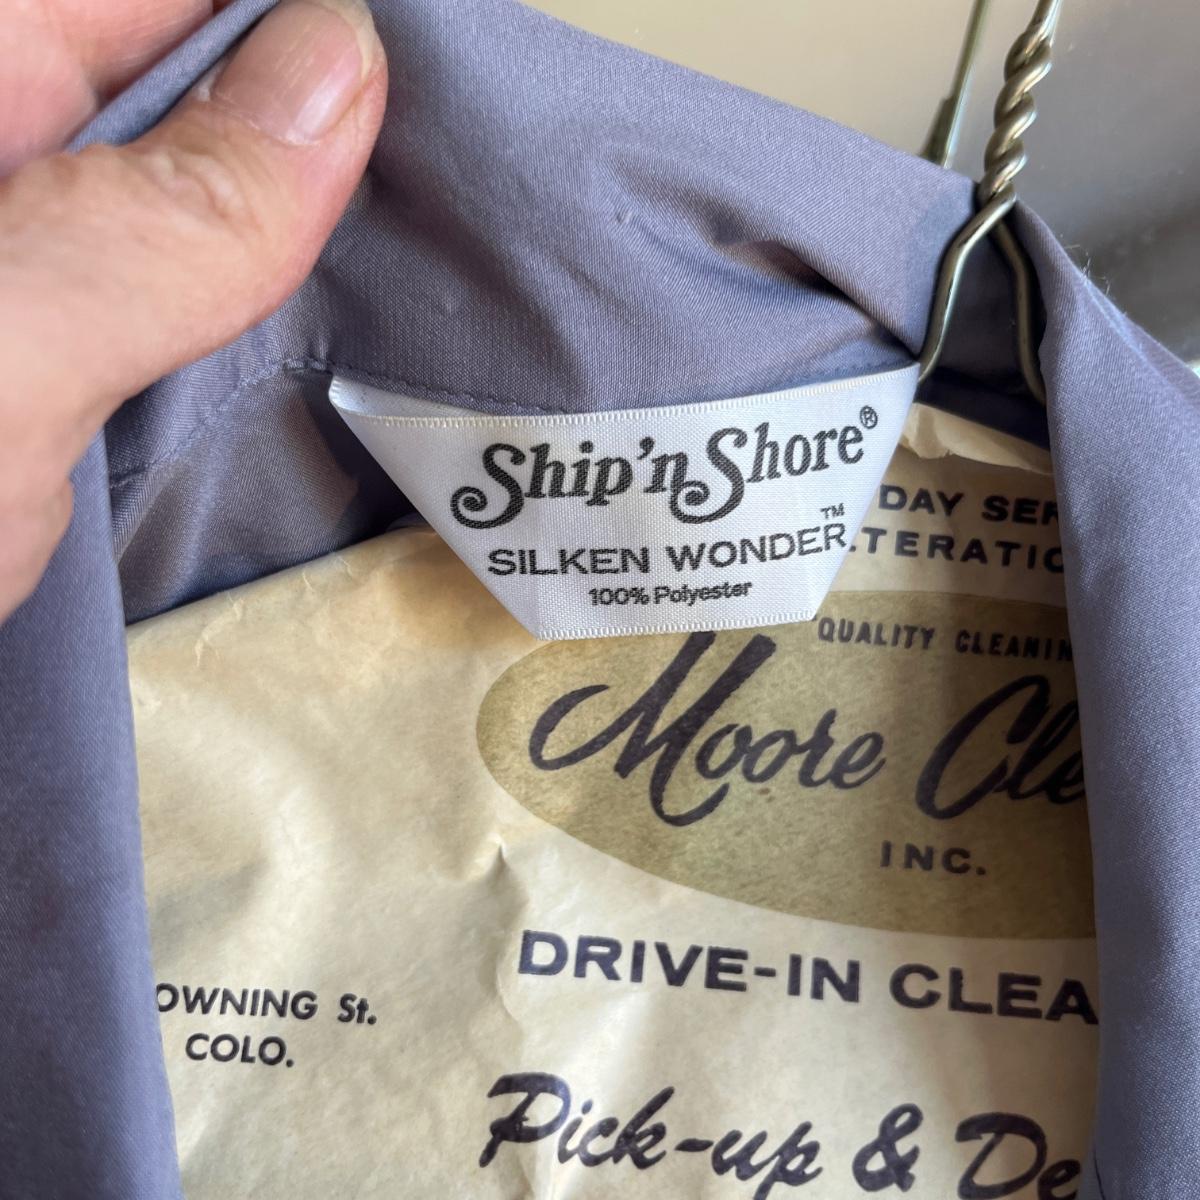 Ship'n Shore®
SILKEN WONDER™
100% Polyester
DAY SER
TERATIO
QUALITY CLEANIN
Moore Cle
INC.
DRIVE-IN CLEA
OWNING St.
COLO.
Pick-up & De